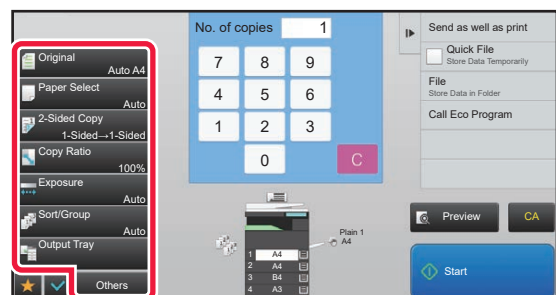 Original
Auto A4
Paper Select
Auto
2-Sided Copy
1-Sided→1-Sided
Copy Ratio
100%
Exposure
Auto
Sort/Group
Auto
Output Tray
Others
No. of copies 1
7 8 9
4 5 6
1 2 3
0 C
Plain 1
A4
1 A4
2 A4
3 B4
4 A3
Send as well as print
Quick File
Store Data Temporarily
File
Store Data in Folder
Call Eco Program
Preview
CA
Start